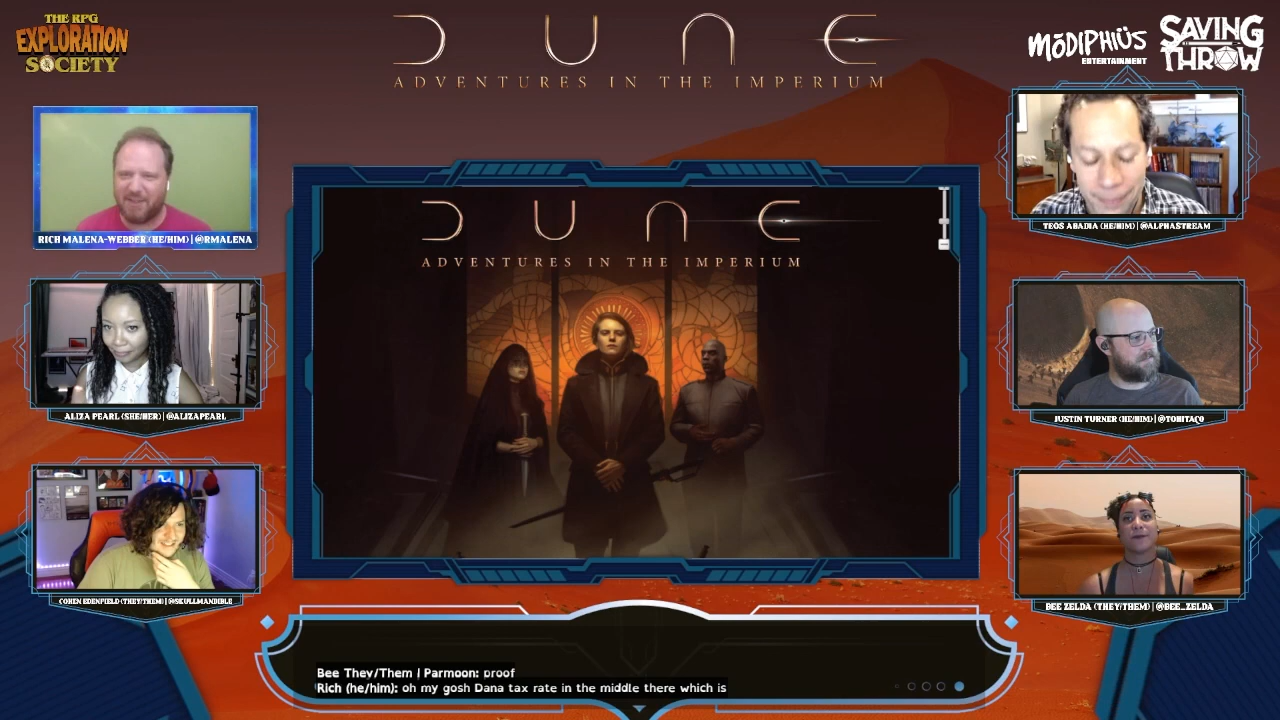 THE RPG
EXPLORATION
SOCIETY
DUNE
ADVENTURES IN THE IMPERIUM
MŌDIPHIÜS
ENTERTAINMENT
SAVING
THROW
RICH MALENA-WEBBER (HE/HIM) | @RMALENA
TEOS ABADIA (HE/HIM) | @ALPHASTREAM
DUNE
ADVENTURES IN THE IMPERIUM
ALIZA PEARL (SHE/HER) | @ALIZAPEARL
JUSTIN TURNER (HE/HIM) | @TOHITACO
COHEN EDENFIELD (THEY/THEM) | @SKULLMANDIBLE
BEE ZELDA (THEY/THEM) | @BEE_ZELDA
Bee They/Them | Parmoon: proof
Rich (he/him): oh my gosh Dana tax rate in the middle there which is